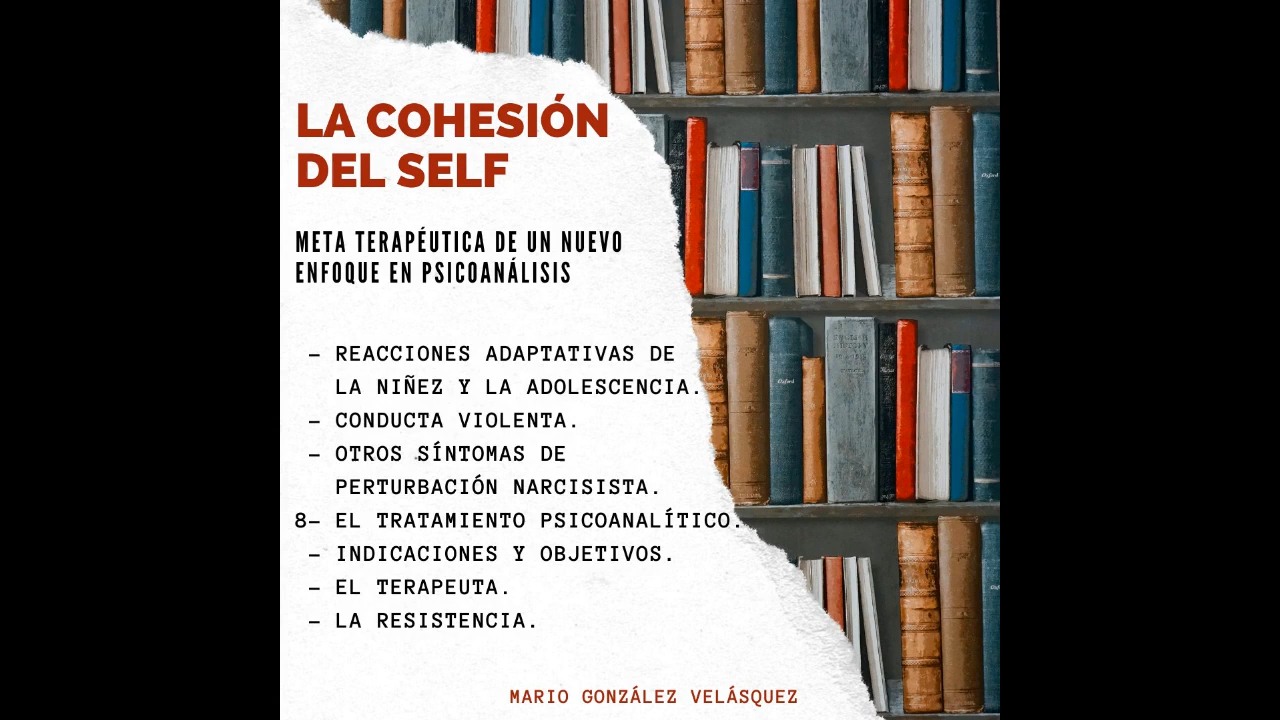 LA COHESIÓN
DEL SELF
META TERAPÉUTICA DE UN NUEVO
ENFOQUE EN PSICOANÁLISIS
– REACCIONES ADAPTATIVAS DE
LA NIÑEZ Y LA ADOLESCENCIA.
– CONDUCTA VIOLENTA.
– OTROS SÍNTOMAS DE
PERTURBACIÓN NARCISISTA.
8– EL TRATAMIENTO PSICOANALÍTICO.
– INDICACIONES Y OBJETIVOS.
– EL TERAPEUTA.
– LA RESISTENCIA.
MARIO GONZÁLEZ VELÁSQUEZ
Oxford
Oxford